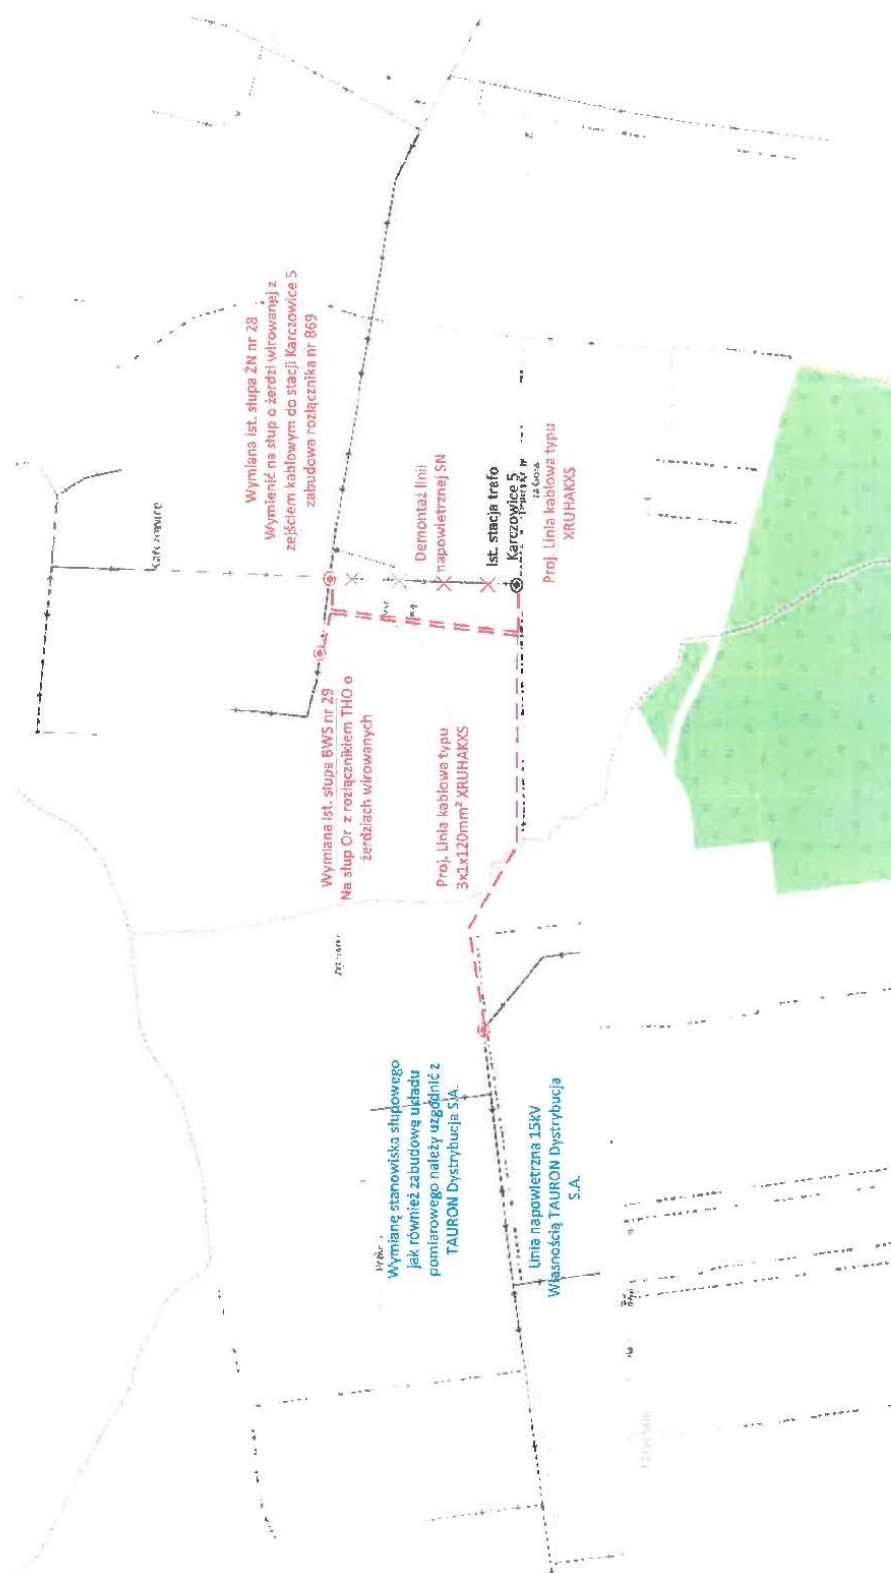 Wymiana ist. słupa ZN nr 28
Wymienić na słup o żerdzi wirowanej z
zejściem kablowym do stacji Karczowice 5
zabudowa rozłącznika nr 869
Karczowice
Demontaż linii
napowietrznej SN
Ist. stacja trafo
Karczowice 5
Proj. Linia kablowa typu
XRUHAKXS
Wymiana ist. słupa BWS nr 29
Na słup Or z rozłącznikiem THO o
żerdziach wirowanych
Proj. Linia kablowa typu
3x1x120mm² XRUHAKXS
Wymianę stanowiska słupowego
jak również zabudowę układu
pomiarowego należy uzgodnić z
TAURON Dystrybucja S.A.
Linia napowietrzna 15kV
Własnością TAURON Dystrybucja
S.A.